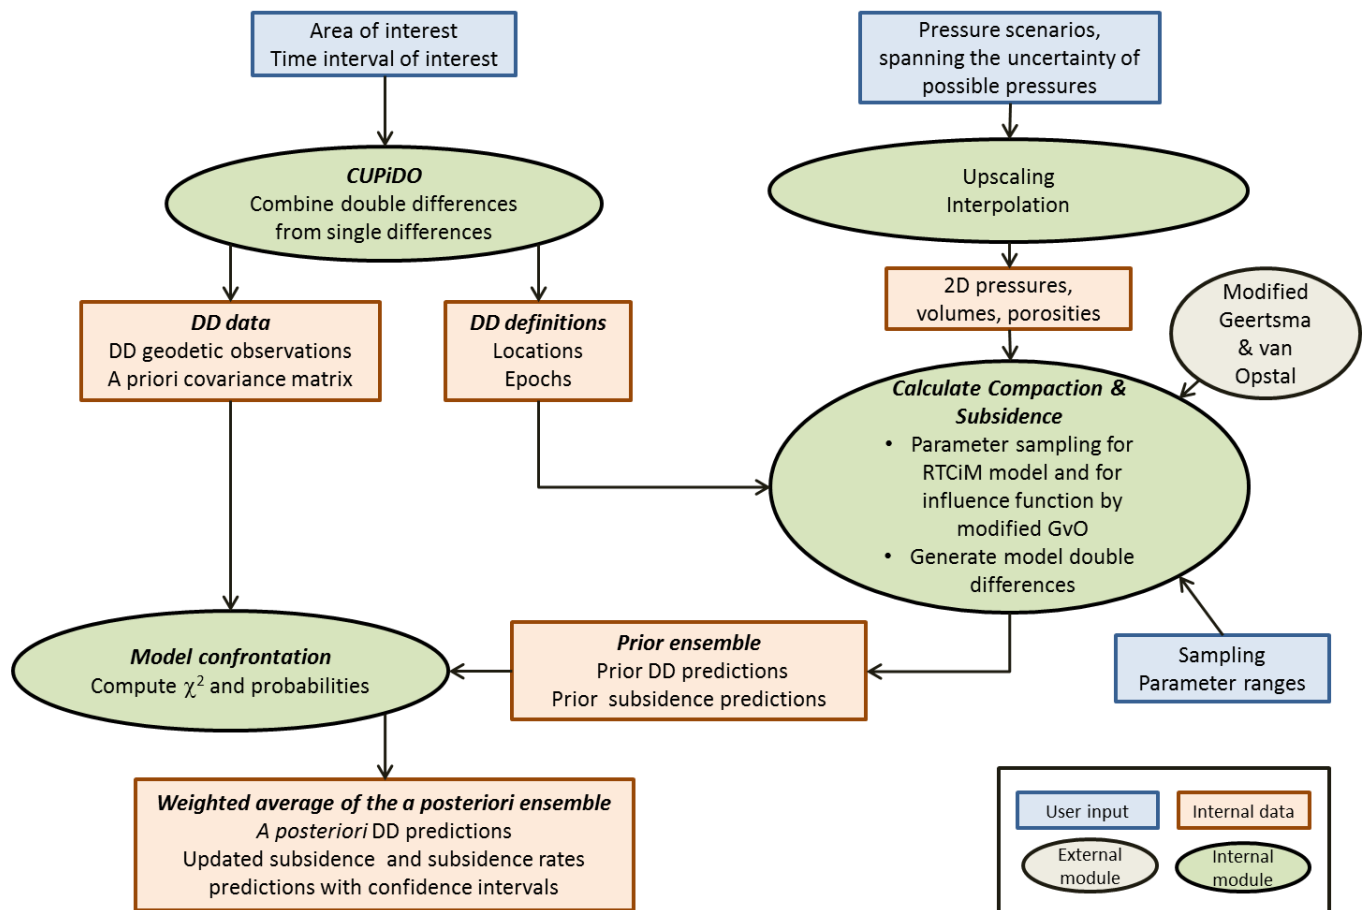 Area of interest
Time interval of interest
Pressure scenarios,
spanning the uncertainty of
possible pressures
CUPiDO
Combine double differences
from single differences
Upscaling
Interpolation
DD data
DD geodetic observations
A priori covariance matrix
DD definitions
Locations
Epochs
2D pressures,
volumes, porosities
Modified
Geertsma
& van
Opstal
Calculate Compaction &
Subsidence
• Parameter sampling for
RTCiM model and for
influence function by
modified GvO
• Generate model double
differences
Model confrontation
Compute χ² and probabilities
Prior ensemble
Prior DD predictions
Prior subsidence predictions
Sampling
Parameter ranges
Weighted average of the a posteriori ensemble
A posteriori DD predictions
Updated subsidence and subsidence rates
predictions with confidence intervals
User input
Internal data
External
module
Internal
module